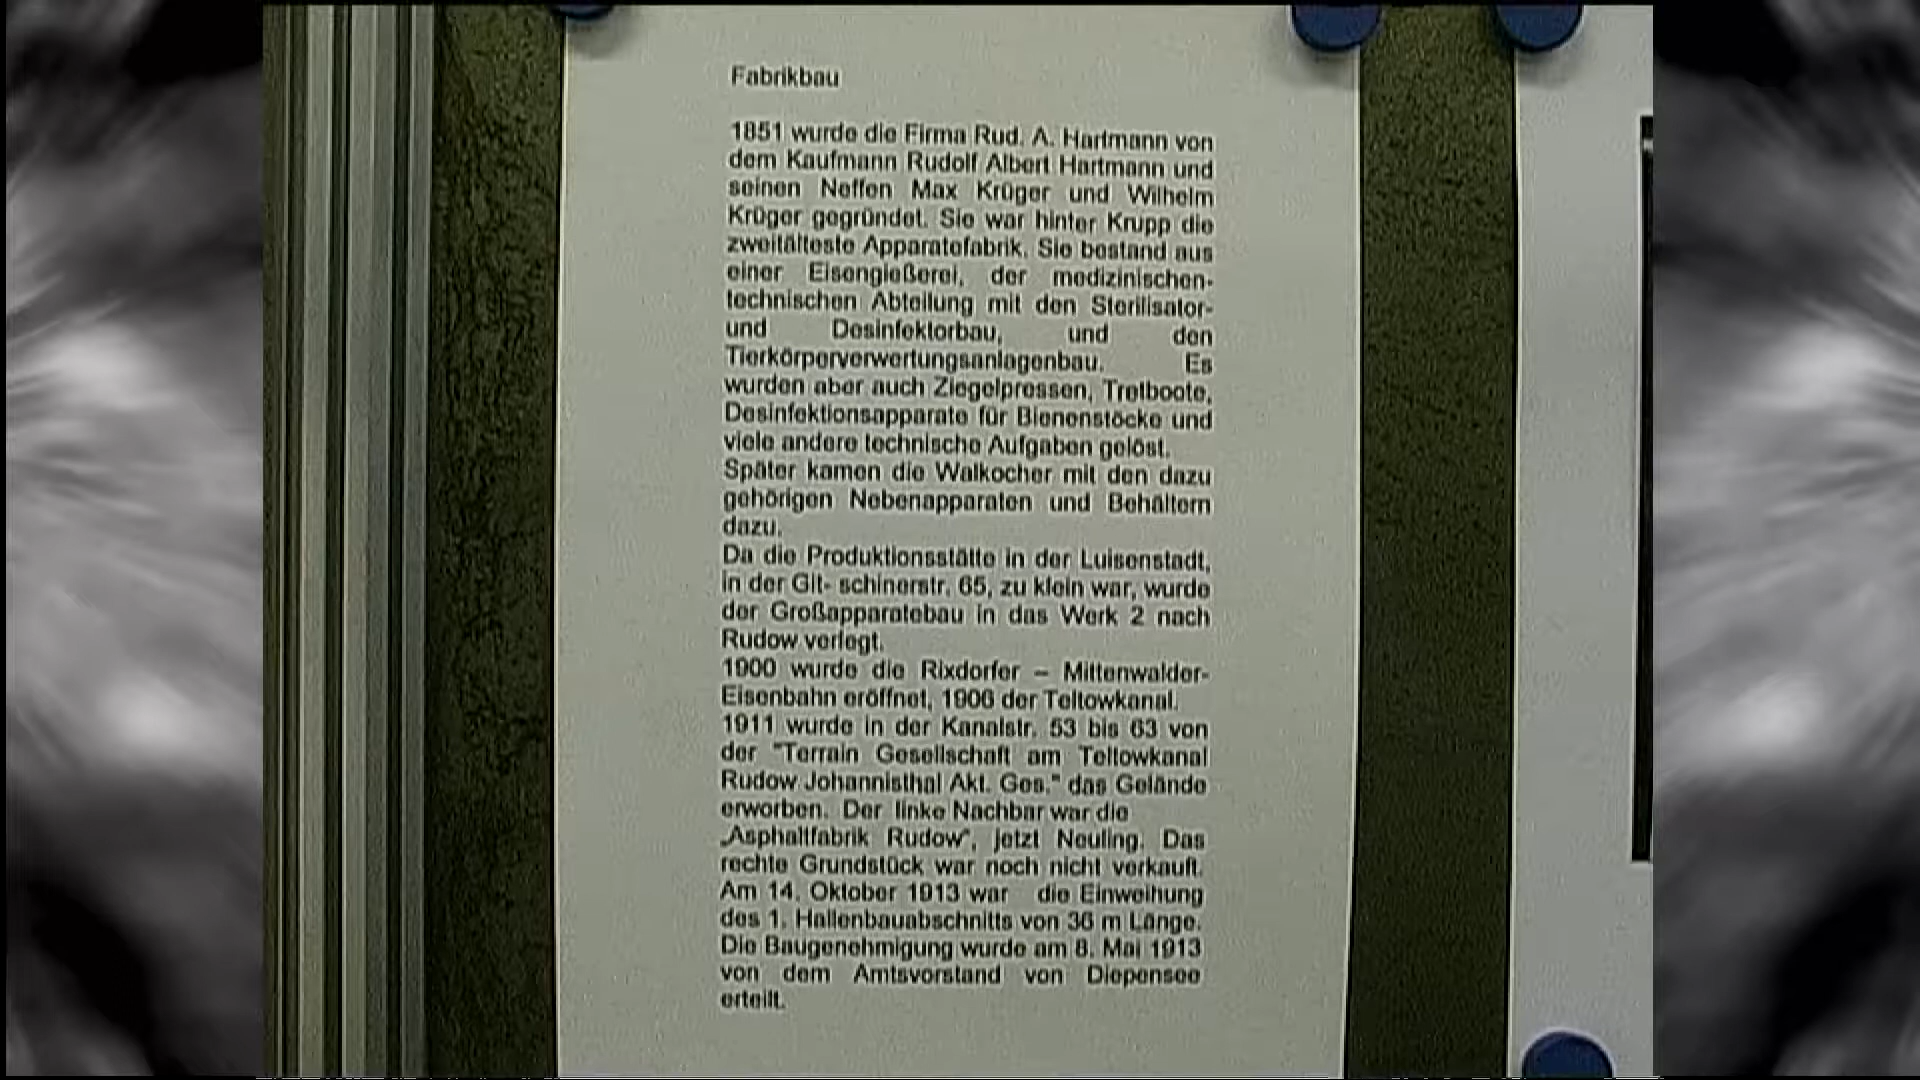 Fabrikbau
1851 wurde die Firma Rud. A. Hartmann von
dem Kaufmann Rudolf Albert Hartmann und
seinen Neffen Max Krüger und Wilhelm
Krüger gegründet. Sie war hinter Krupp die
zweitälteste Apparatefabrik. Sie bestand aus
einer Eisengießerei, der medizinischen-
technischen Abteilung mit den Sterilisator-
und Desinfektorbau, und den
Tierkörperverwertungsanlagenbau. Es
wurden aber auch Ziegelpressen, Tretboote,
Desinfektionsapparate für Bienenstöcke und
viele andere technische Aufgaben gelöst.
Später kamen die Walkocher mit den dazu
gehörigen Nebenapparaten und Behältern
dazu.
Da die Produktionsstätte in der Luisenstadt,
in der Git- schinerstr. 65, zu klein war, wurde
der Großapparatebau in das Werk 2 nach
Rudow verlegt.
1900 wurde die Rixdorfer – Mittenwalder-
Eisenbahn eröffnet, 1906 der Teltowkanal.
1911 wurde in der Kanalstr. 53 bis 63 von
der "Terrain Gesellschaft am Teltowkanal
Rudow Johannisthal Akt. Ges." das Gelände
erworben. Der linke Nachbar war die
„Asphaltfabrik Rudow", jetzt Neuling. Das
rechte Grundstück war noch nicht verkauft.
Am 14. Oktober 1913 war die Einweihung
des 1. Hallenbauabschnitts von 36 m Länge.
Die Baugenehmigung wurde am 8. Mai 1913
von dem Amtsvorstand von Diepensee
erteilt.